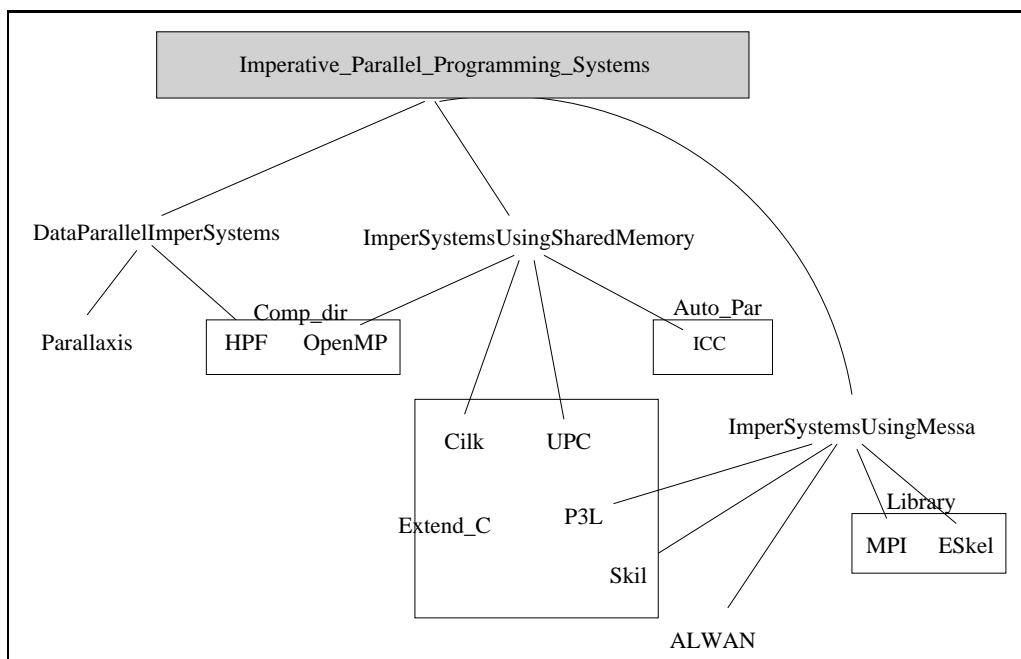 Imperative_Parallel_Programming_Systems
DataParallelImperSystems
ImperSystemsUsingSharedMemory
Comp_dir
Auto_Par
Parallaxis
HPF
OpenMP
ICC
ImperSystemsUsingMessa
Cilk
UPC
Library
Extend_C
P3L
MPI
ESkel
Skil
ALWAN